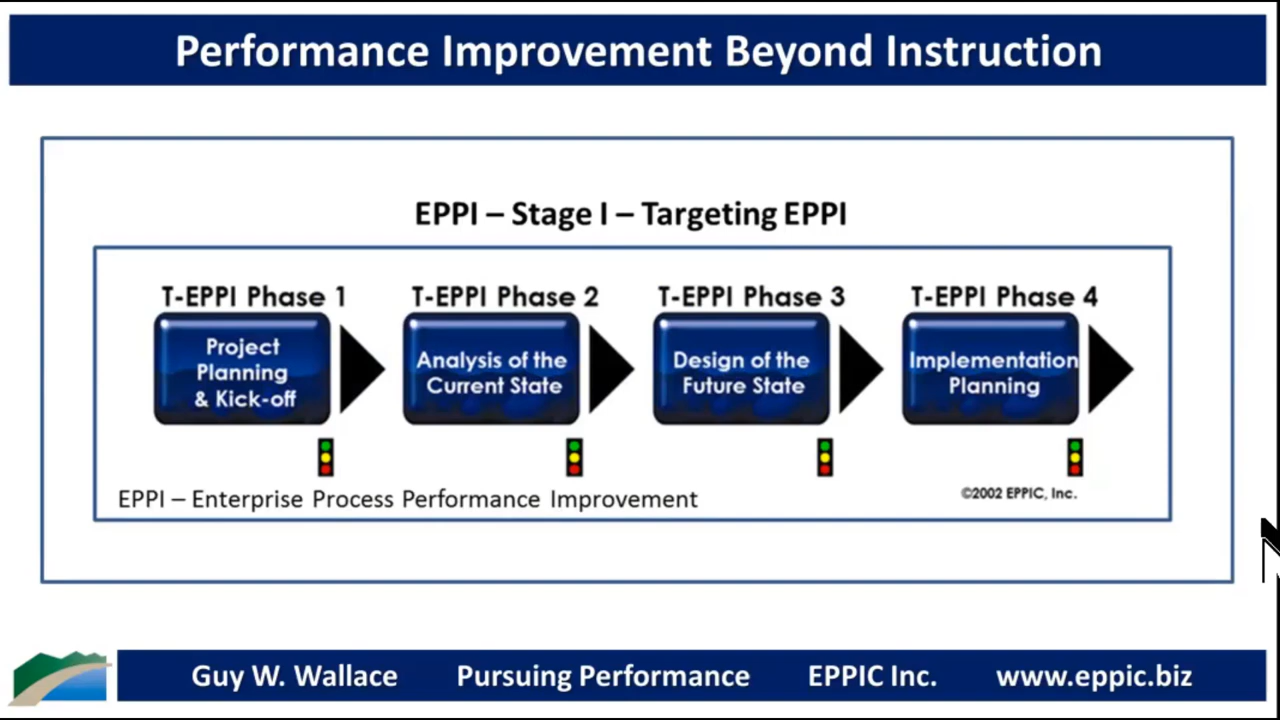 Performance Improvement Beyond Instruction
EPPI – Stage I – Targeting EPPI
T-EPPI Phase 1
Project
Planning
& Kick-off
T-EPPI Phase 2
Analysis of the
Current State
T-EPPI Phase 3
Design of the
Future State
T-EPPI Phase 4
Implementation
Planning
EPPI – Enterprise Process Performance Improvement
©2002 EPPIC, Inc.
Guy W. Wallace Pursuing Performance EPPIC Inc. www.eppic.biz